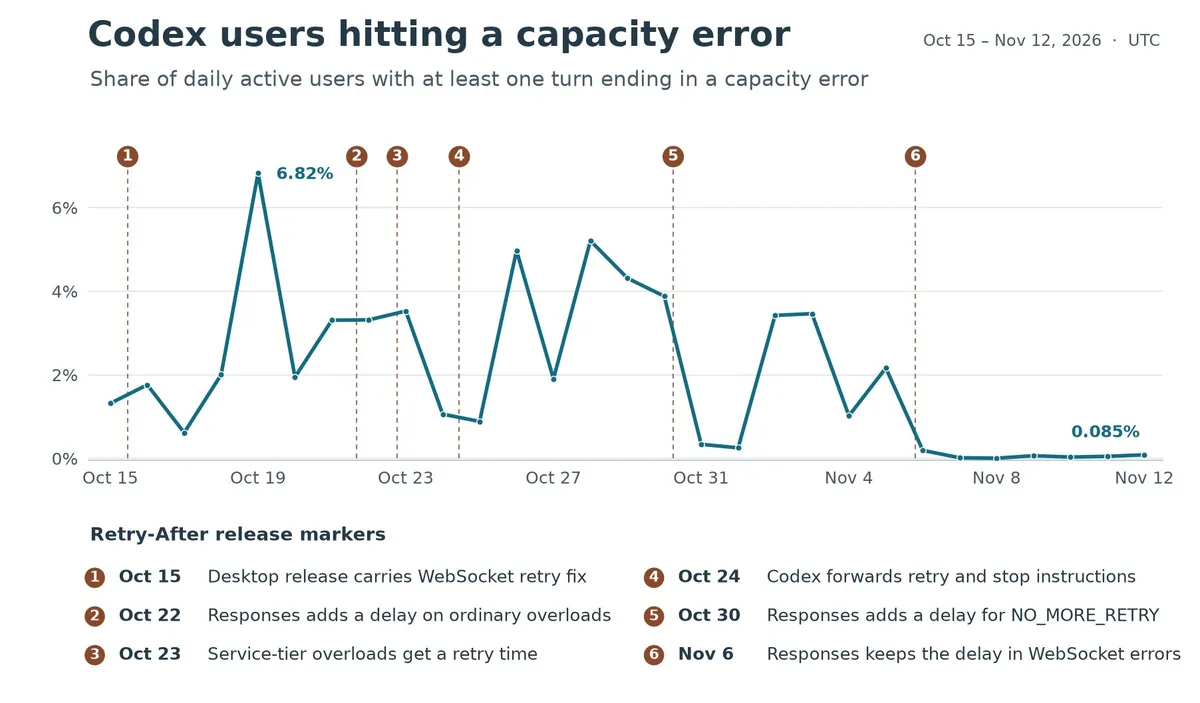 Codex users hitting a capacity error
Oct 15 – Nov 12, 2026 · UTC
Share of daily active users with at least one turn ending in a capacity error
1
2
3
4
5
6
6.82%
6%
4%
2%
0%
0.085%
Oct 15
Oct 19
Oct 23
Oct 27
Oct 31
Nov 4
Nov 8
Nov 12
Retry-After release markers
1 Oct 15 Desktop release carries WebSocket retry fix
2 Oct 22 Responses adds a delay on ordinary overloads
3 Oct 23 Service-tier overloads get a retry time
4 Oct 24 Codex forwards retry and stop instructions
5 Oct 30 Responses adds a delay for NO_MORE_RETRY
6 Nov 6 Responses keeps the delay in WebSocket errors